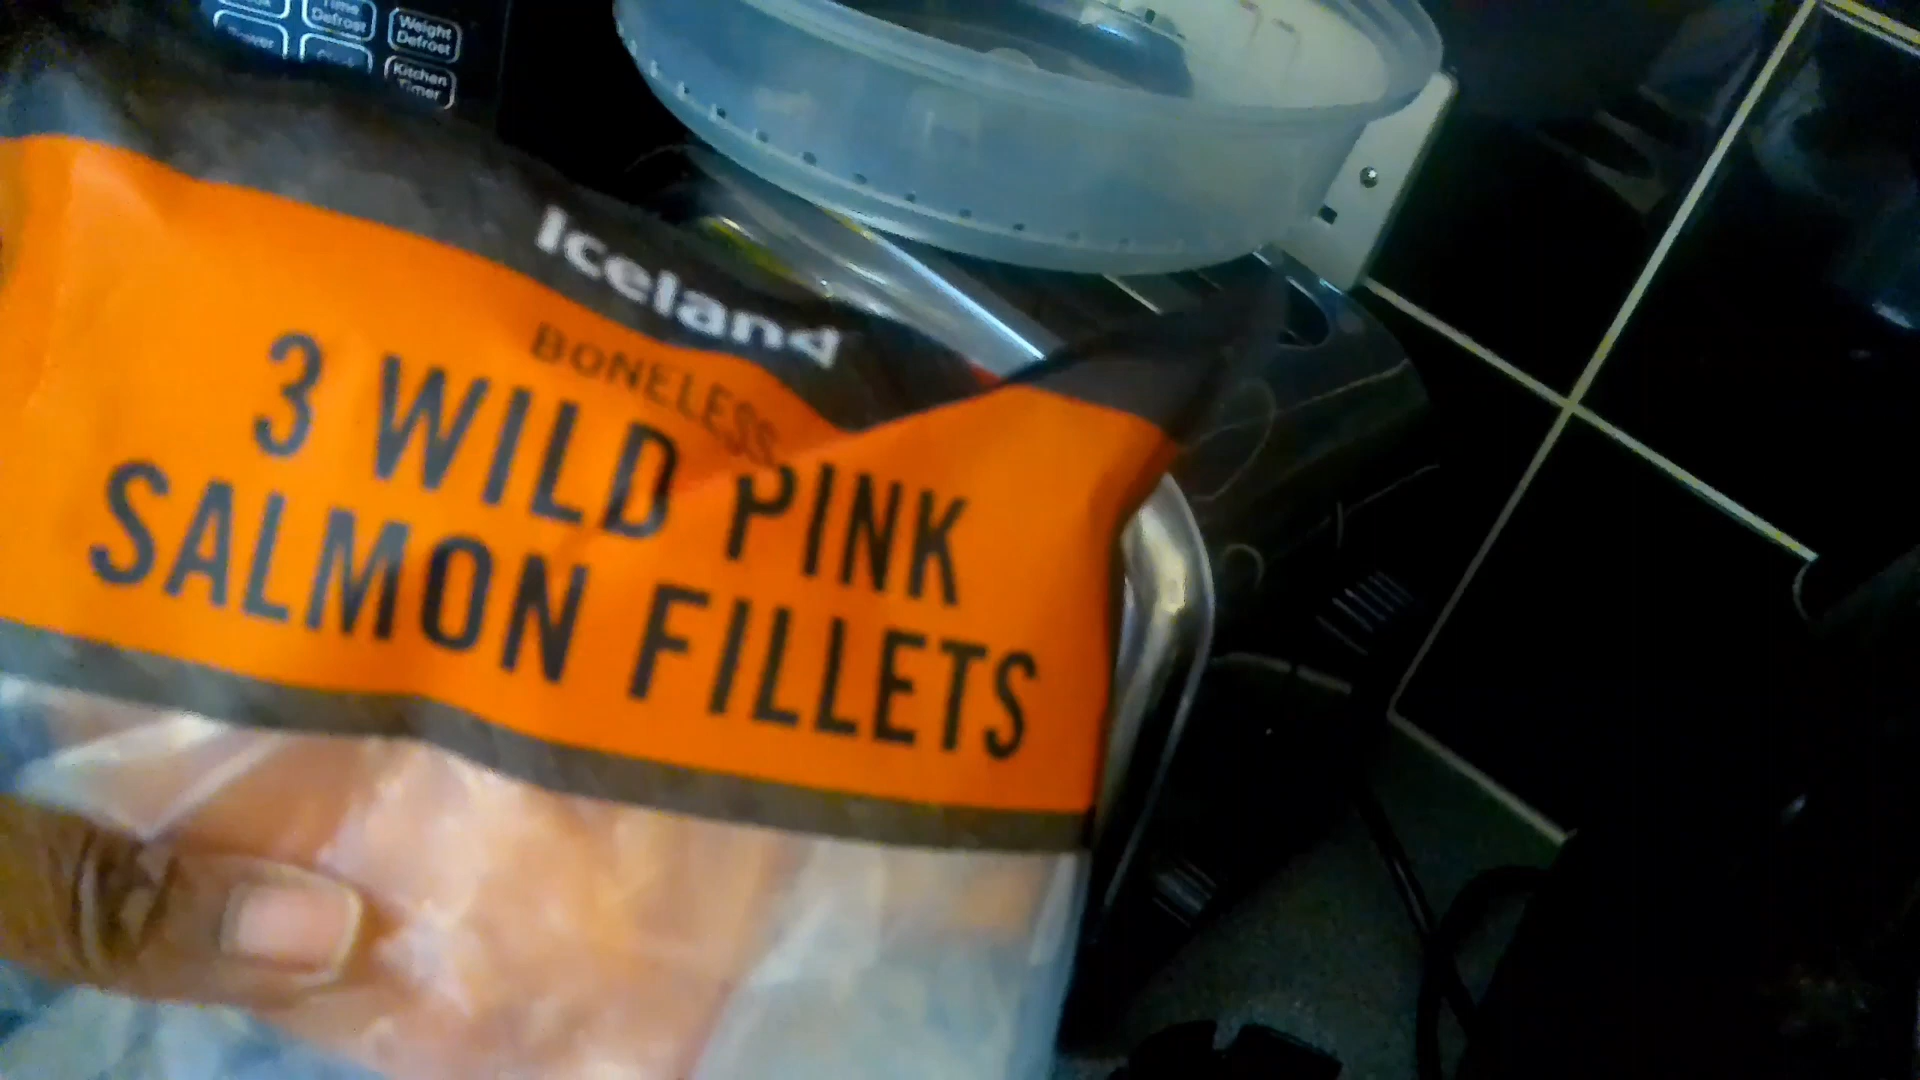 Time
Defrost
Weight
Defrost
Power
Kitchen
Timer
Iceland
BONELESS
3 WILD PINK
SALMON FILLETS